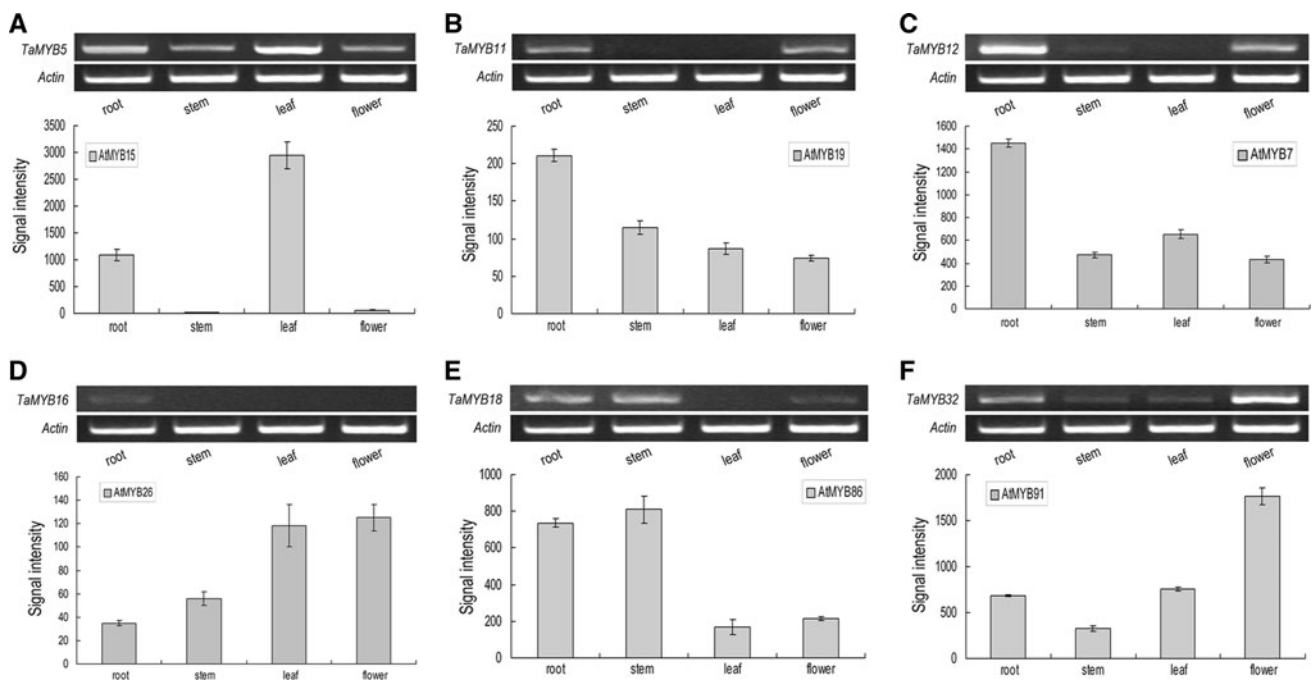 A
TaMYB5
Actin
root stem leaf flower
3500
3000
2500
2000
1500
1000
500
0
Signal intensity
AtMYB15
root stem leaf flower
B
TaMYB11
Actin
root stem leaf flower
250
200
150
100
50
0
Signal intensity
AtMYB19
root stem leaf flower
C
TaMYB12
Actin
root stem leaf flower
1600
1400
1200
1000
800
600
400
200
0
Signal intensity
AtMYB7
root stem leaf flower
D
TaMYB16
Actin
root stem leaf flower
160
140
120
100
80
60
40
20
0
Signal intensity
AtMYB26
root stem leaf flower
E
TaMYB18
Actin
root stem leaf flower
1000
800
600
400
200
0
Signal intensity
AtMYB86
root stem leaf flower
F
TaMYB32
Actin
root stem leaf flower
2000
1500
1000
500
0
Signal intensity
AtMYB91
root stem leaf flower